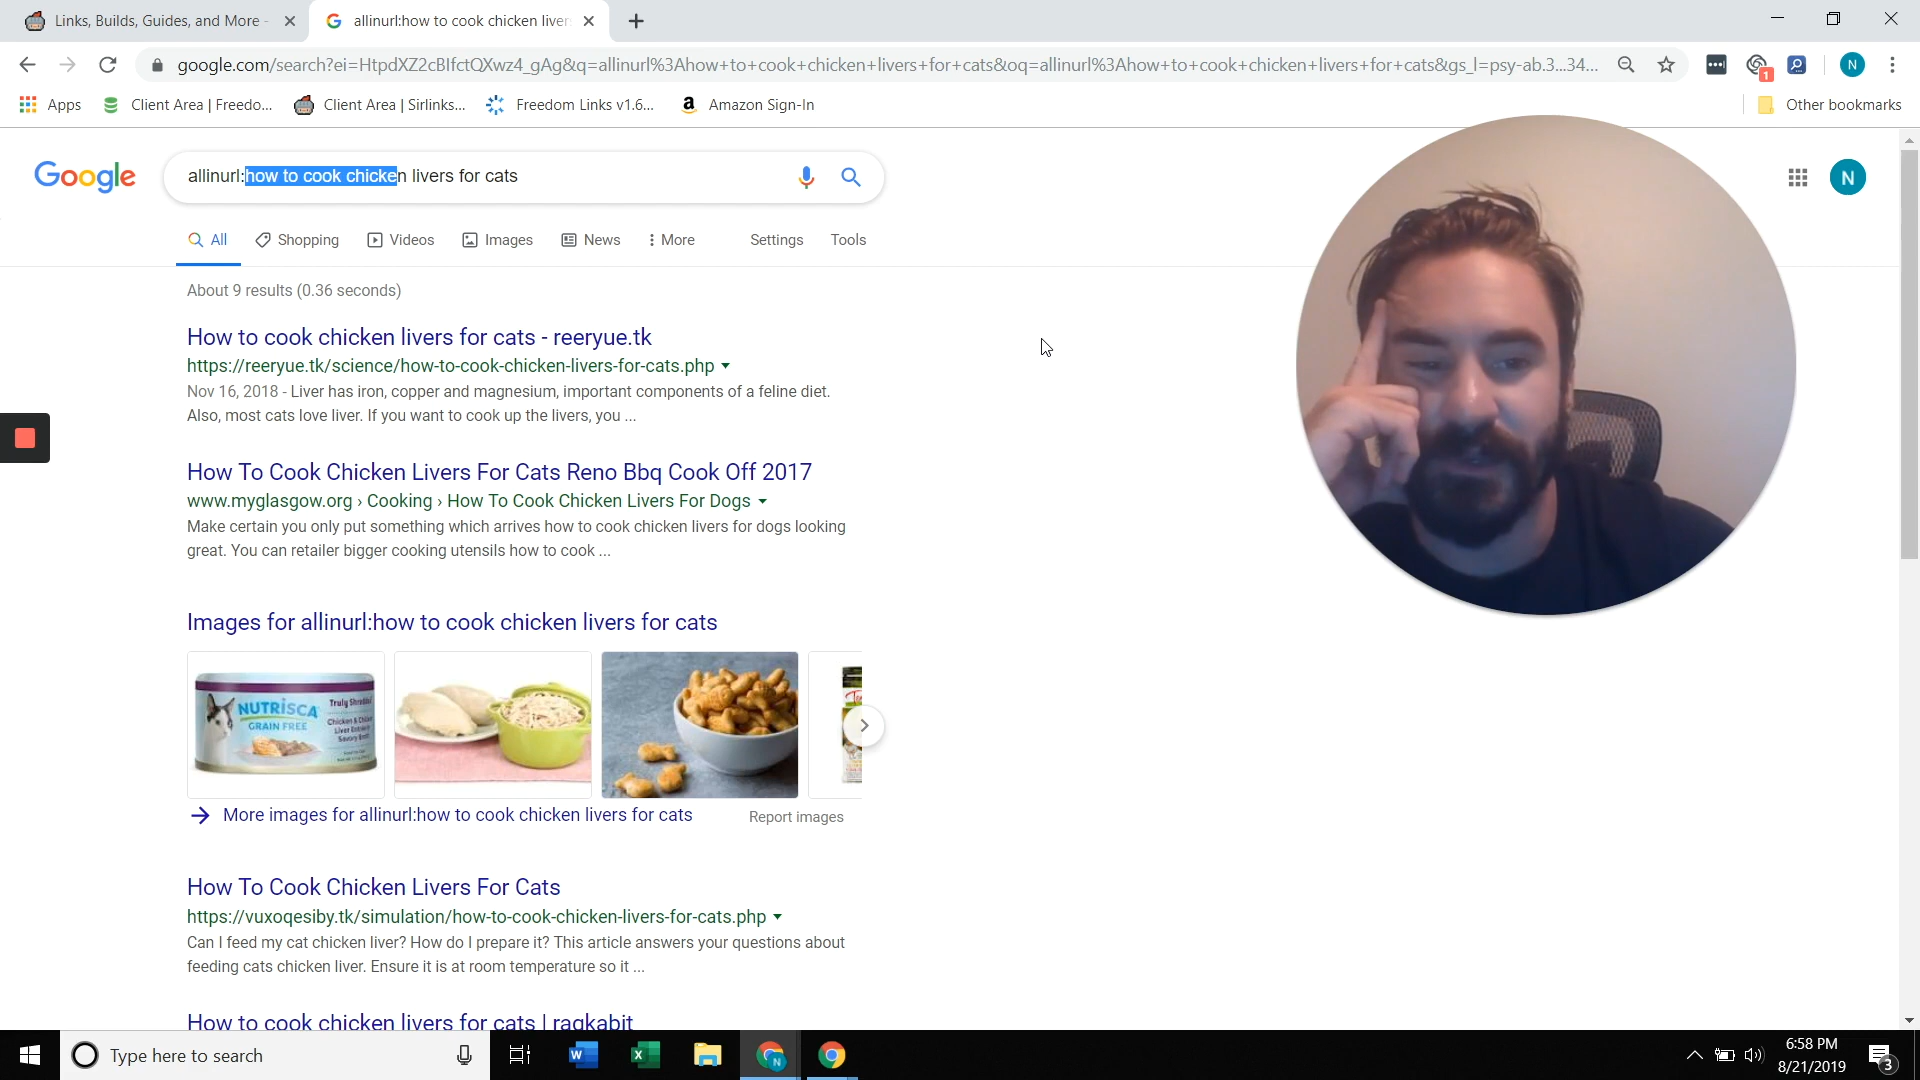 Links, Builds, Guides, and More -
allinurl:how to cook chicken liver
google.com/search?ei=HtpdXZ2cBIfctQXwz4_gAg&q=allinurl%3Ahow+to+cook+chicken+livers+for+cats&oq=allinurl%3Ahow+to+cook+chicken+livers+for+cats&gs_l=psy-ab.3...34...
1
N
Apps
Client Area | Freedo...
Client Area | Sirlinks...
Freedom Links v1.6...
Amazon Sign-In
Other bookmarks
Google
allinurl:how to cook chicken livers for cats
N
All
Shopping
Videos
Images
News
More
Settings
Tools
About 9 results (0.36 seconds)
How to cook chicken livers for cats - reeryue.tk
https://reeryue.tk/science/how-to-cook-chicken-livers-for-cats.php
Nov 16, 2018 - Liver has iron, copper and magnesium, important components of a feline diet.
Also, most cats love liver. If you want to cook up the livers, you ...
How To Cook Chicken Livers For Cats Reno Bbq Cook Off 2017
www.myglasgow.org › Cooking › How To Cook Chicken Livers For Dogs
Make certain you only put something which arrives how to cook chicken livers for dogs looking
great. You can retailer bigger cooking utensils how to cook ...
Images for allinurl:how to cook chicken livers for cats
NUTRISCA
GRAIN FREE
Truly Shredded
Chicken & Chicken
Liver Entrée in
Savory Broth
More images for allinurl:how to cook chicken livers for cats
Report images
How To Cook Chicken Livers For Cats
https://vuxoqesiby.tk/simulation/how-to-cook-chicken-livers-for-cats.php
Can I feed my cat chicken liver? How do I prepare it? This article answers your questions about
feeding cats chicken liver. Ensure it is at room temperature so it ...
How to cook chicken livers for cats | ragkabit
Type here to search
N
6:58 PM
8/21/2019
3